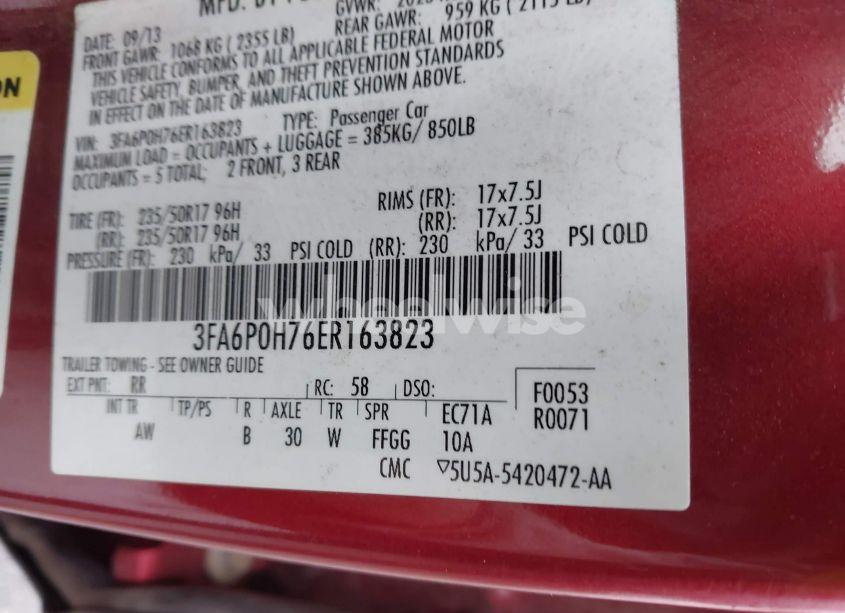 MFD. BY
GVWR:
DATE: 09/13
REAR GAWR: 959 KG ( 2115 LB)
FRONT GAWR: 1068 KG ( 2355 LB)
THIS VEHICLE CONFORMS TO ALL APPLICABLE FEDERAL MOTOR
VEHICLE SAFETY, BUMPER, AND THEFT PREVENTION STANDARDS
IN EFFECT ON THE DATE OF MANUFACTURE SHOWN ABOVE.
VIN: 3FA6P0H76ER163823 TYPE: Passenger Car
MAXIMUM LOAD = OCCUPANTS + LUGGAGE = 385KG/ 850LB
OCCUPANTS = 5 TOTAL; 2 FRONT, 3 REAR
TIRE (FR): 235/50R17 96H RIMS (FR): 17x7.5J
(RR): 235/50R17 96H (RR): 17x7.5J
PRESSURE (FR): 230 kPa/ 33 PSI COLD (RR): 230 kPa/ 33 PSI COLD
wheelwise
3FA6P0H76ER163823
TRAILER TOWING - SEE OWNER GUIDE
EXT PNT: RR RC: 58 DSO: F0053
INT TR TP/PS R AXLE TR SPR EC71A R0071
AW B 30 W FFGG 10A
CMC 5U5A-5420472-AA